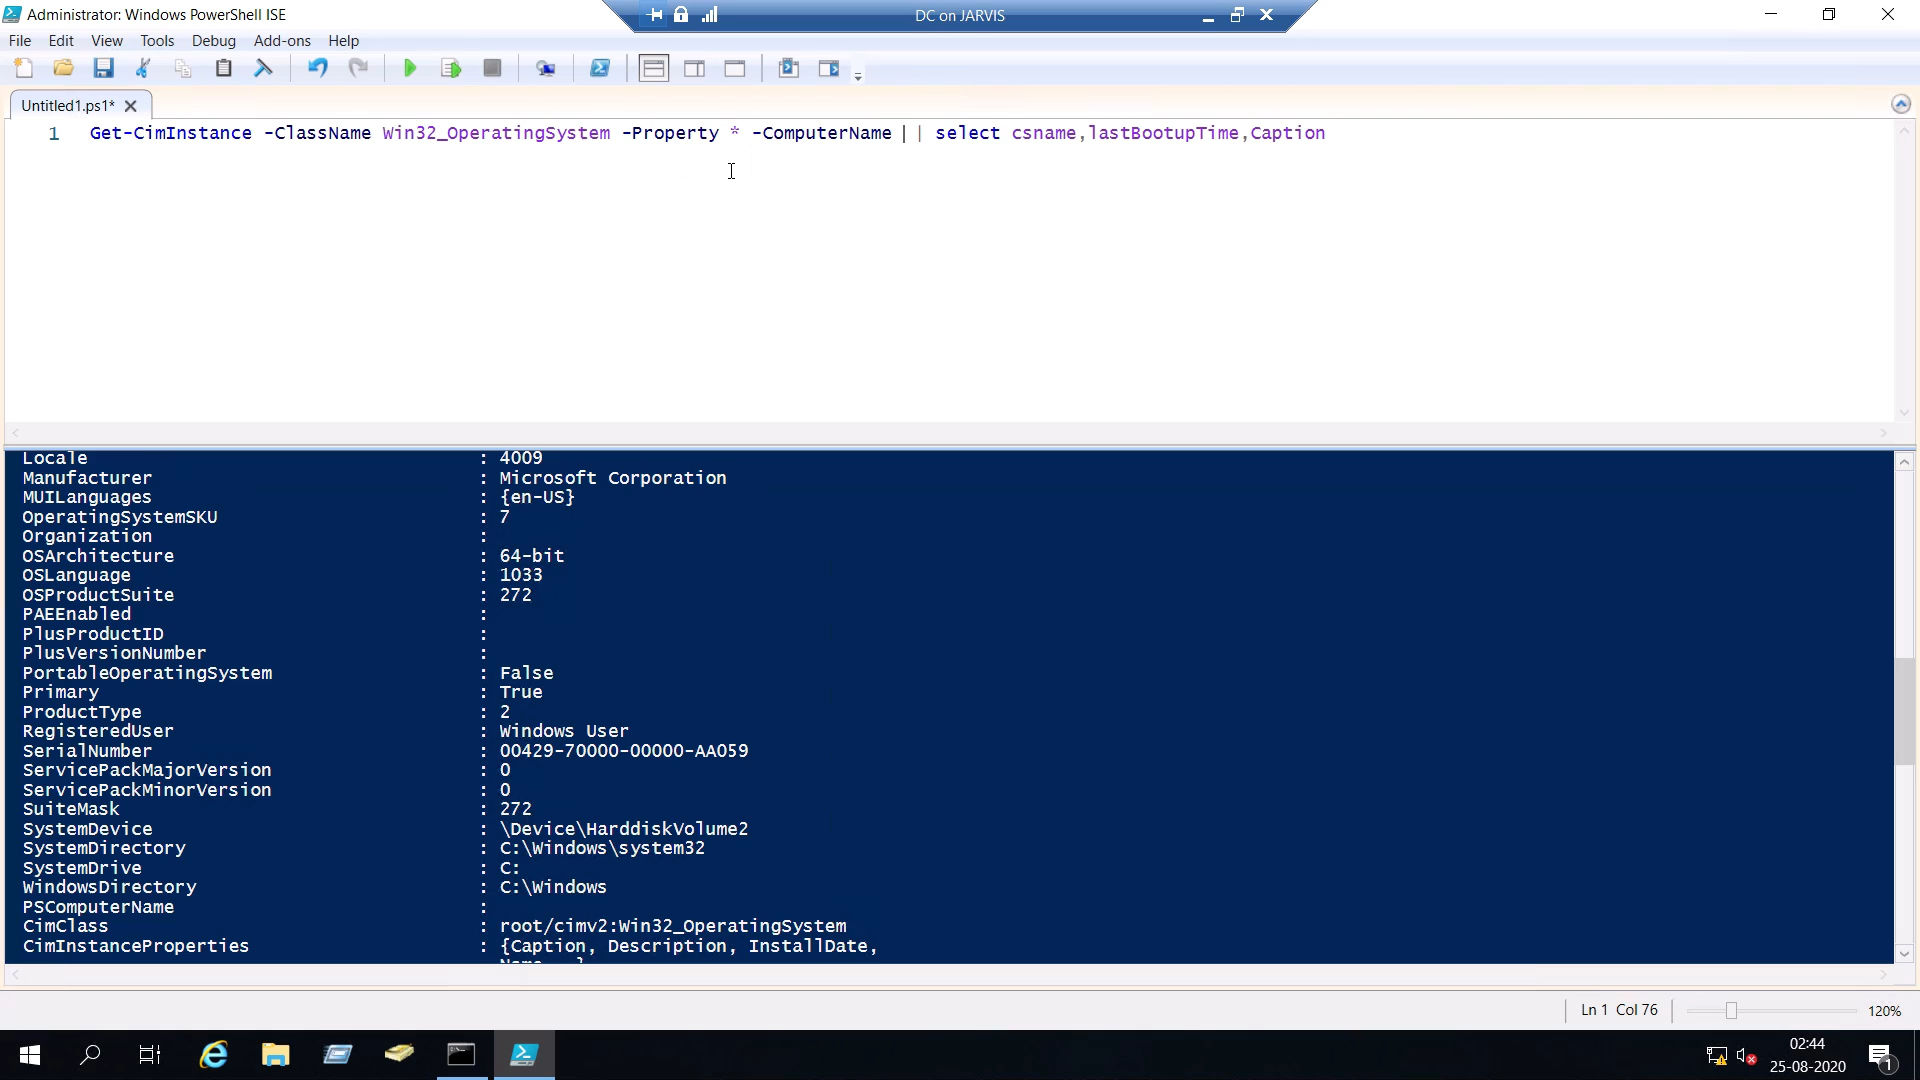 Administrator: Windows PowerShell ISE
DC on JARVIS
File Edit View Tools Debug Add-ons Help
Untitled1.ps1*
1 Get-CimInstance -ClassName Win32_OperatingSystem -Property * -ComputerName | select csname,lastBootupTime,Caption
Locale : 4009
Manufacturer : Microsoft Corporation
MUILanguages : {en-US}
OperatingSystemSKU : 7
Organization :
OSArchitecture : 64-bit
OSLanguage : 1033
OSProductSuite : 272
PAEEnabled :
PlusProductID :
PlusVersionNumber :
PortableOperatingSystem : False
Primary : True
ProductType : 2
RegisteredUser : Windows User
SerialNumber : 00429-70000-00000-AA059
ServicePackMajorVersion : 0
ServicePackMinorVersion : 0
SuiteMask : 272
SystemDevice : \Device\HarddiskVolume2
SystemDirectory : C:\Windows\system32
SystemDrive : C:
WindowsDirectory : C:\Windows
PSComputerName :
CimClass : root/cimv2:Win32_OperatingSystem
CimInstanceProperties : {Caption, Description, InstallDate,
Ln 1 Col 76
120%
02:44
25-08-2020
1